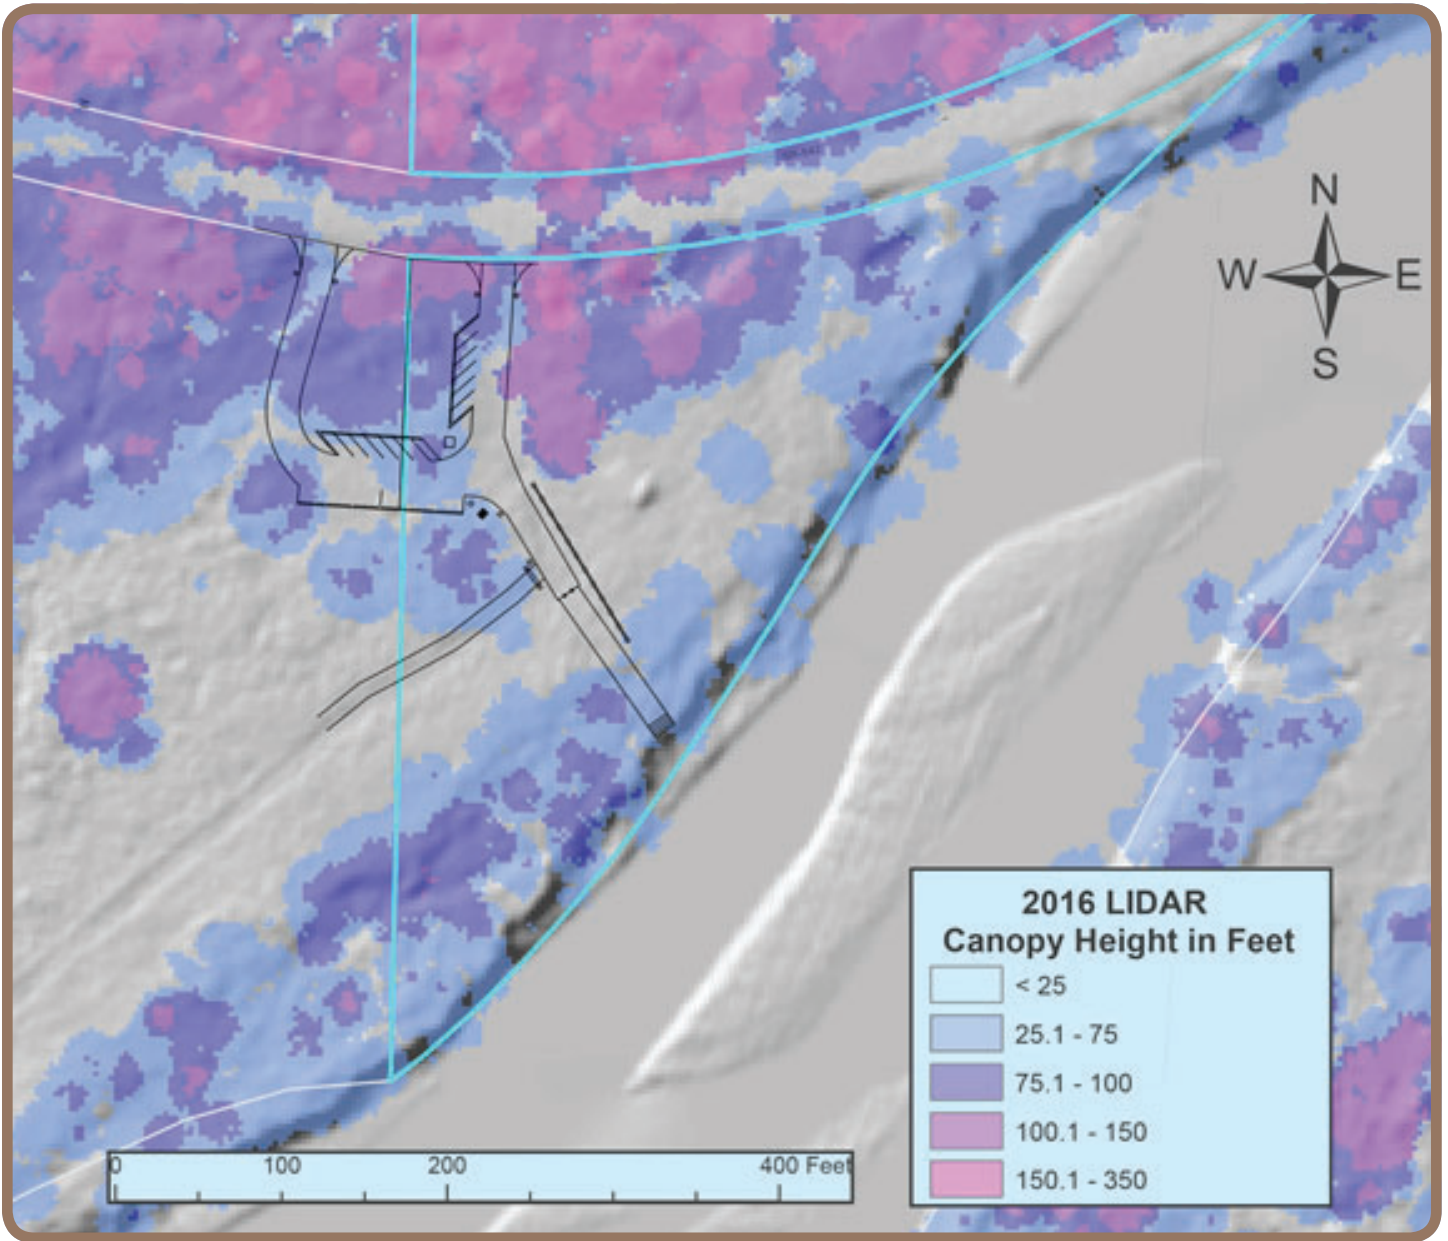 N
W E
S
2016 LIDAR
Canopy Height in Feet
< 25
25.1 - 75
75.1 - 100
100.1 - 150
150.1 - 350
0 100 200 400 Feet